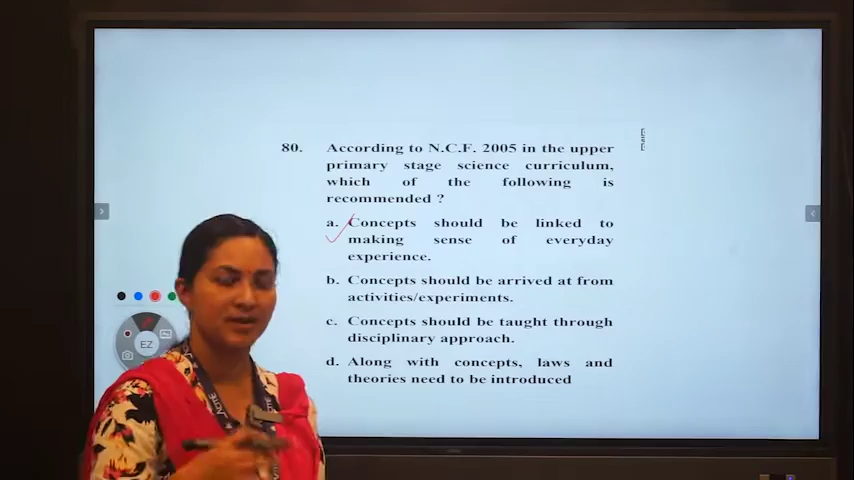 80. According to N.C.F. 2005 in the upper
primary stage science curriculum,
which of the following is
recommended ?
a. Concepts should be linked to
making sense of everyday
experience.
b. Concepts should be arrived at from
activities/experiments.
c. Concepts should be taught through
disciplinary approach.
d. Along with concepts, laws and
theories need to be introduced
EZ